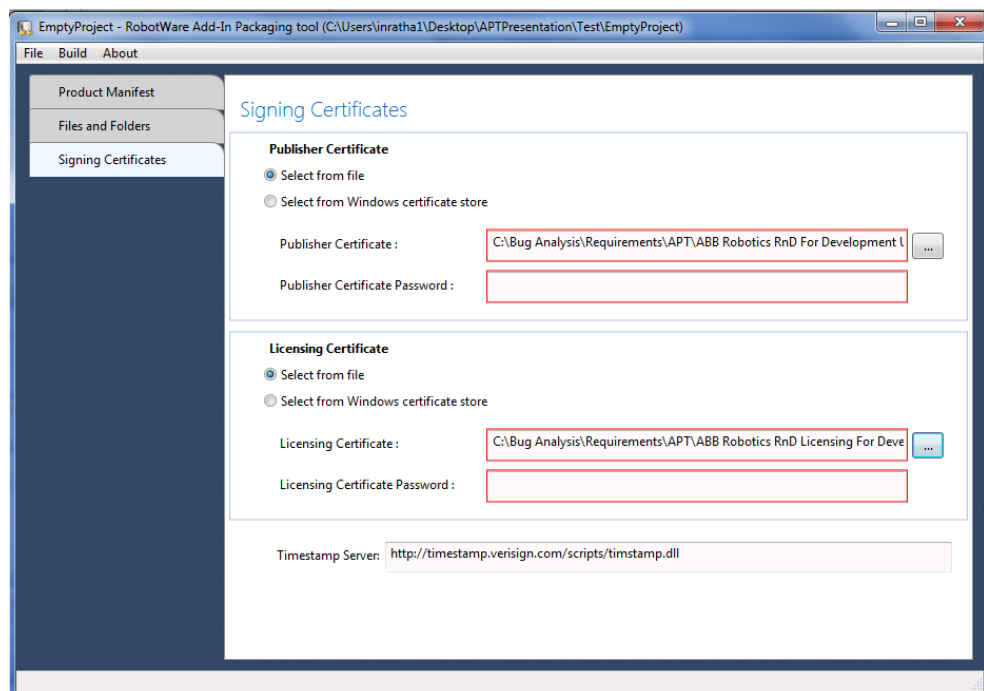 EmptyProject - RobotWare Add-In Packaging tool (C:\Users\inratha1\Desktop\APTPresentation\Test\EmptyProject)
File Build About
Product Manifest
Files and Folders
Signing Certificates
Signing Certificates
Publisher Certificate
Select from file
Select from Windows certificate store
Publisher Certificate : C:\Bug Analysis\Requirements\APT\ABB Robotics RnD For Development U ...
Publisher Certificate Password :
Licensing Certificate
Select from file
Select from Windows certificate store
Licensing Certificate : C:\Bug Analysis\Requirements\APT\ABB Robotics RnD Licensing For Deve ...
Licensing Certificate Password :
Timestamp Server: http://timestamp.verisign.com/scripts/timstamp.dll